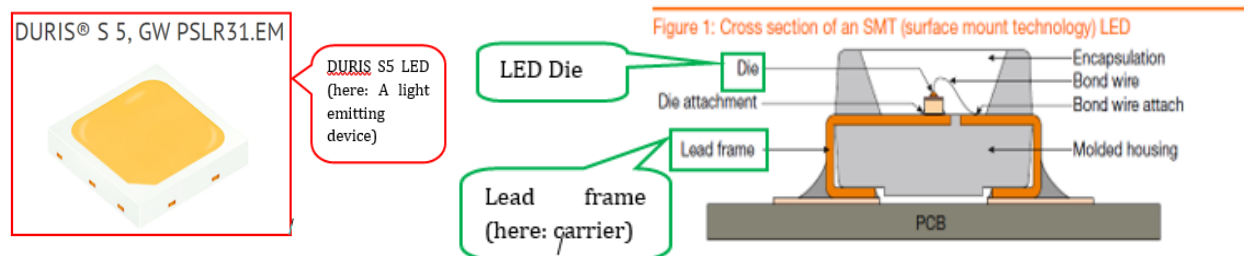 DURIS® S 5, GW PSLR31.EM
DURIS S5 LED
(here: A light
emitting
device)
Figure 1: Cross section of an SMT (surface mount technology) LED
LED Die
Die
Die attachment
Lead frame
Lead frame
(here: carrier)
Encapsulation
Bond wire
Bond wire attach
Molded housing
PCB